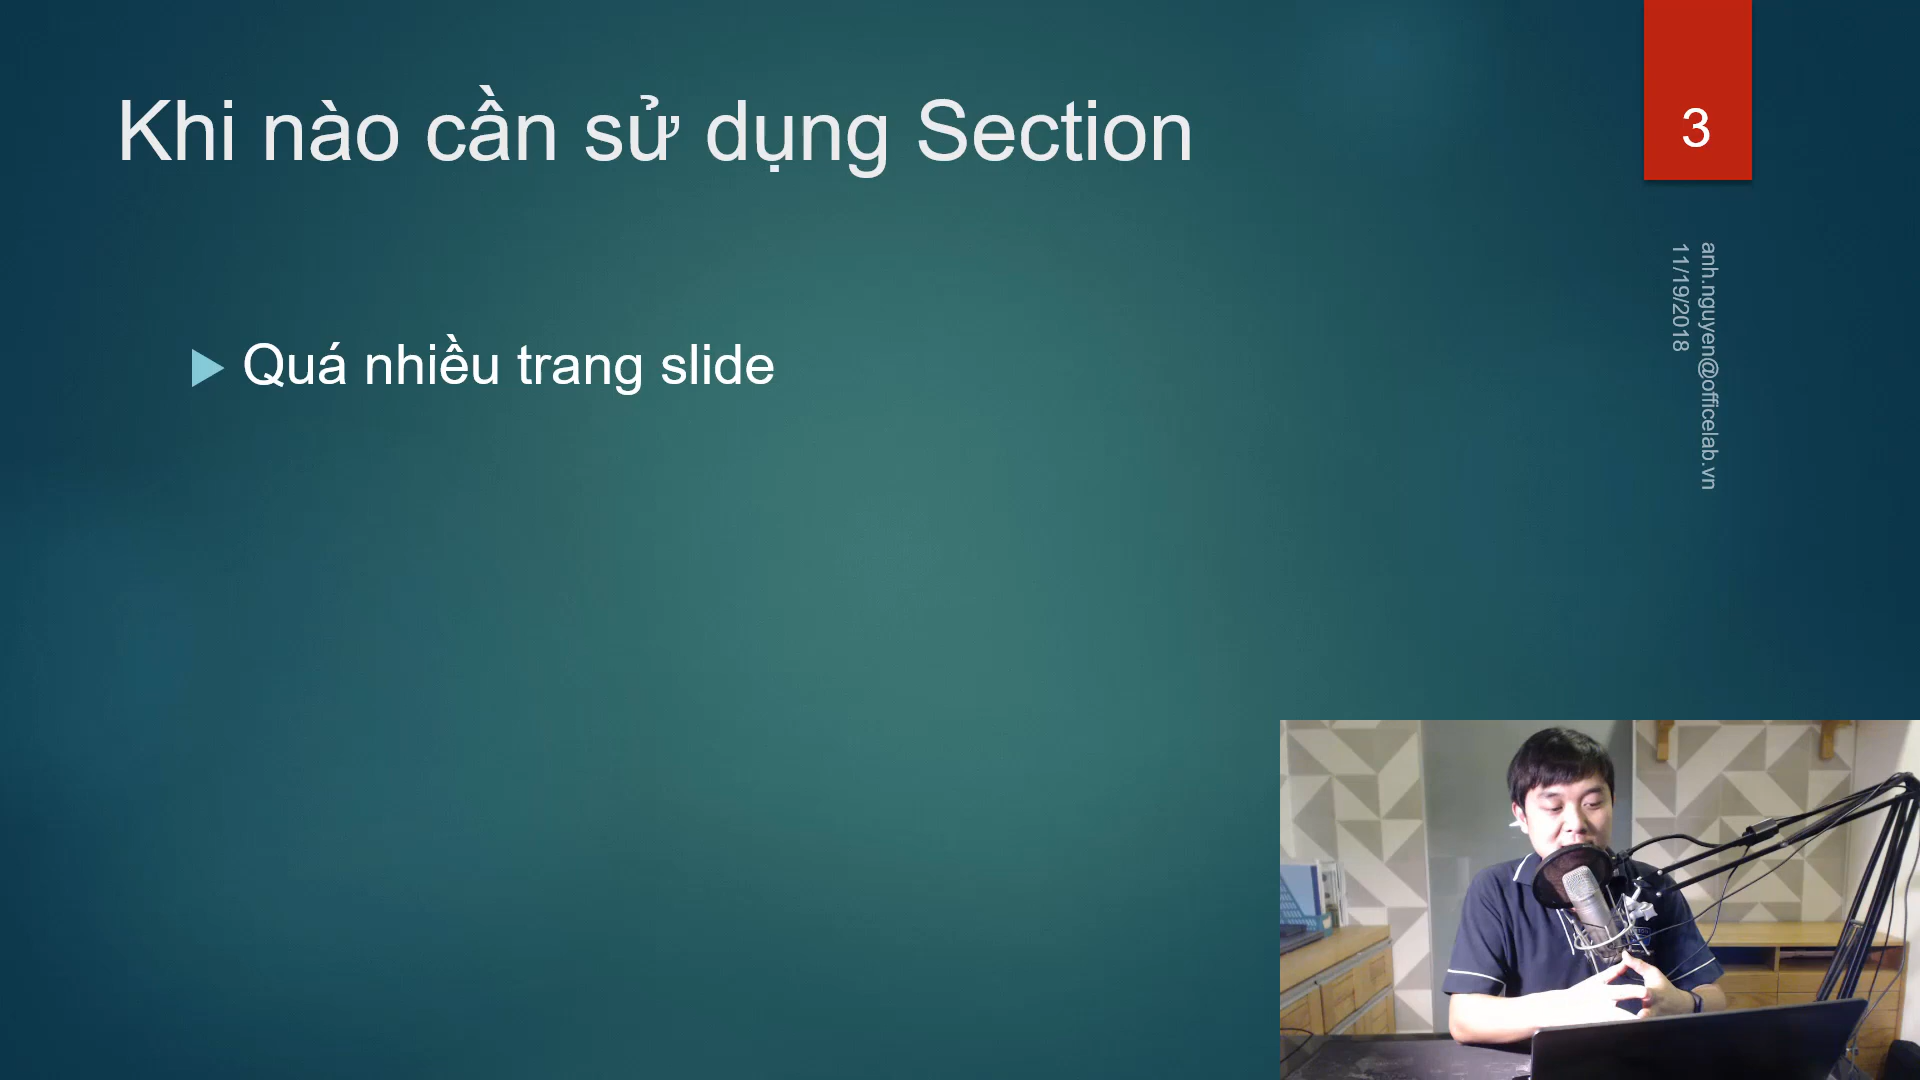 Khi nào cần sử dụng Section
3
Quá nhiều trang slide
anh.nguyen@officelab.vn
11/19/2018